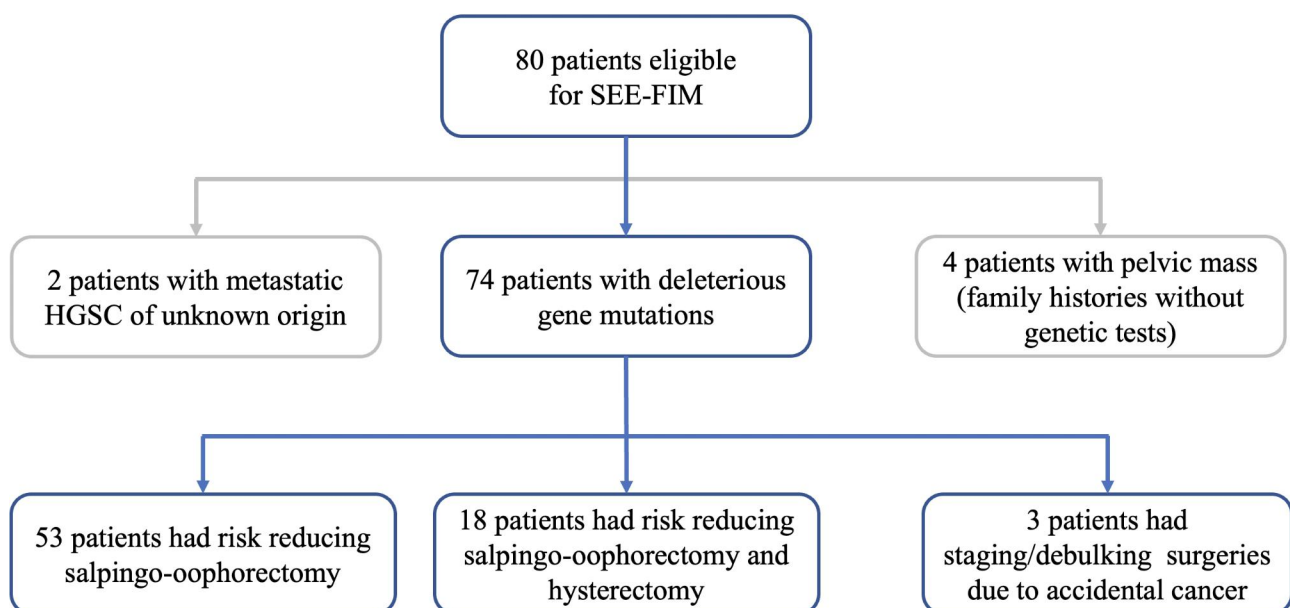 80 patients eligible
for SEE-FIM
2 patients with metastatic
HGSC of unknown origin
74 patients with deleterious
gene mutations
4 patients with pelvic mass
(family histories without
genetic tests)
53 patients had risk reducing
salpingo-oophorectomy
18 patients had risk reducing
salpingo-oophorectomy and
hysterectomy
3 patients had
staging/debulking surgeries
due to accidental cancer